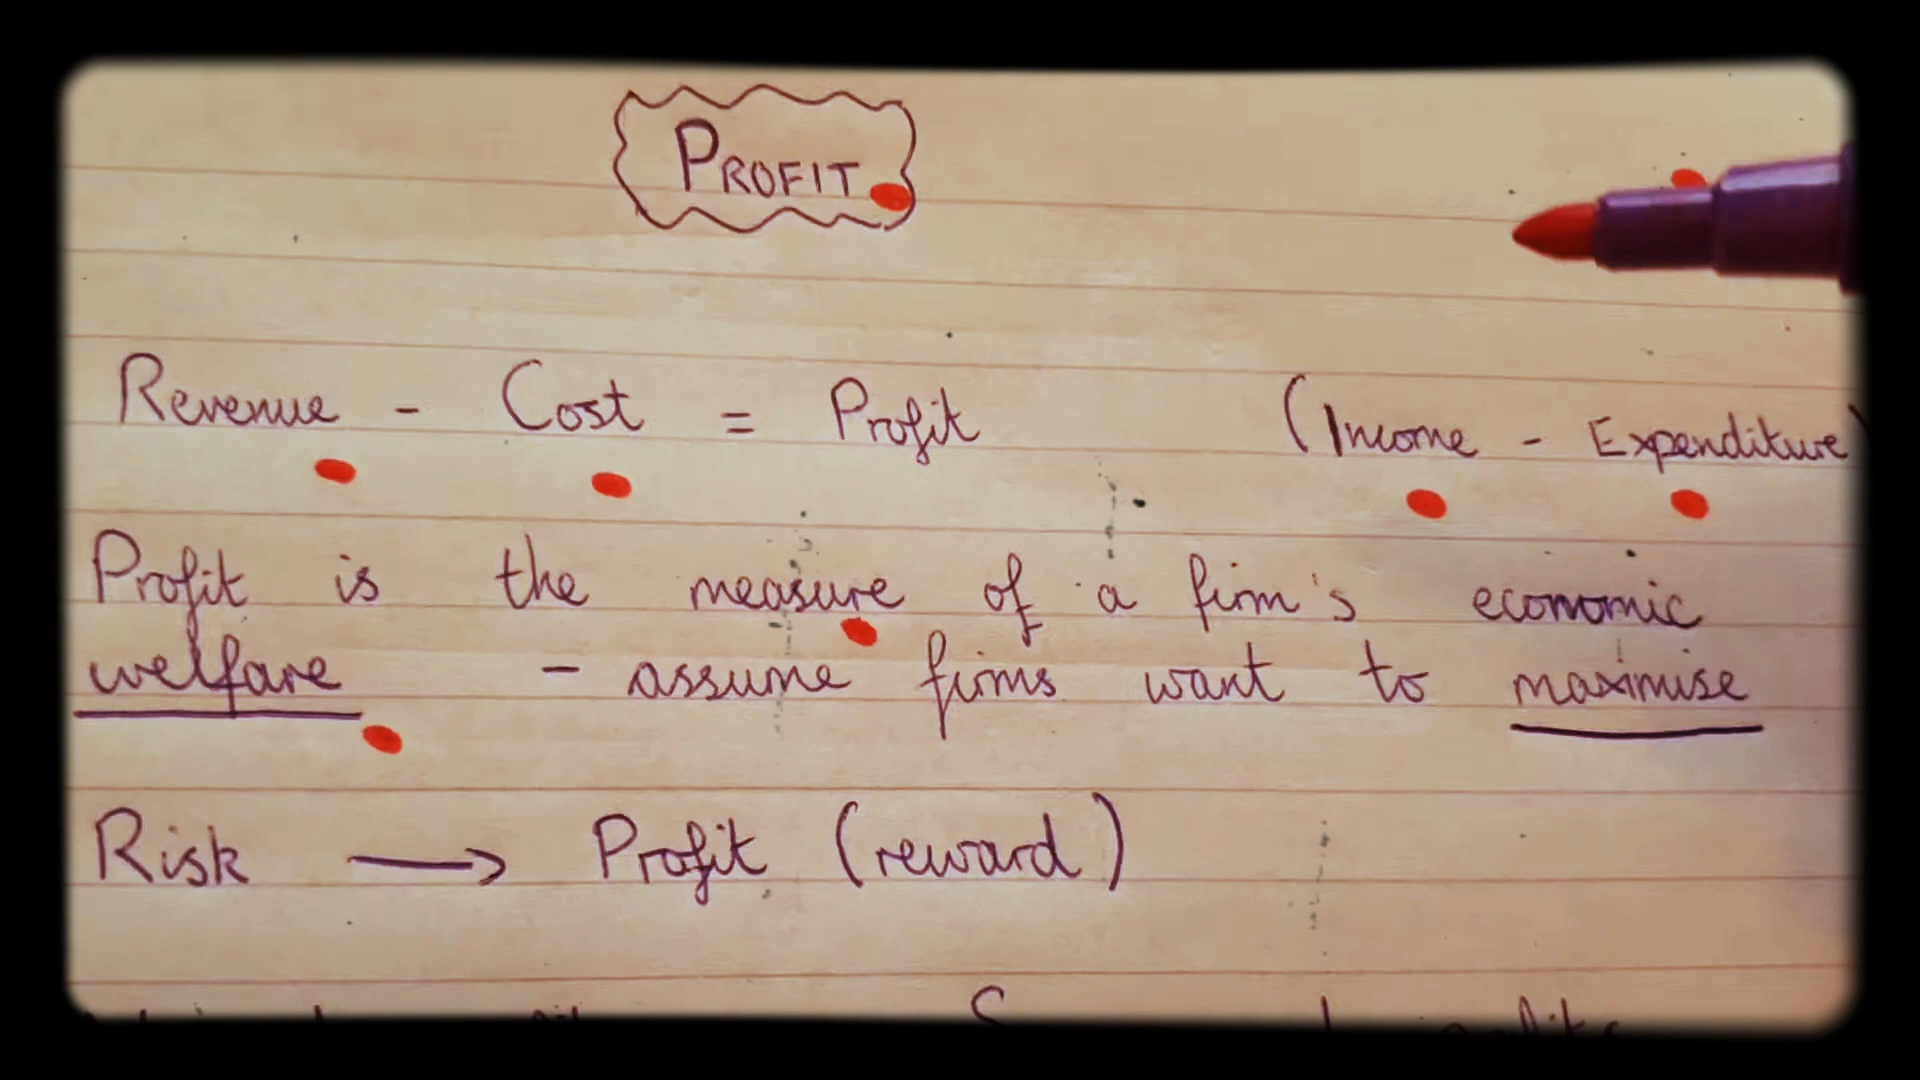 PROFIT
Revenue - Cost = Profit (Income - Expenditure)
Profit is the measure of a firm's economic
welfare - assume firms want to maximise
Risk → Profit (reward)